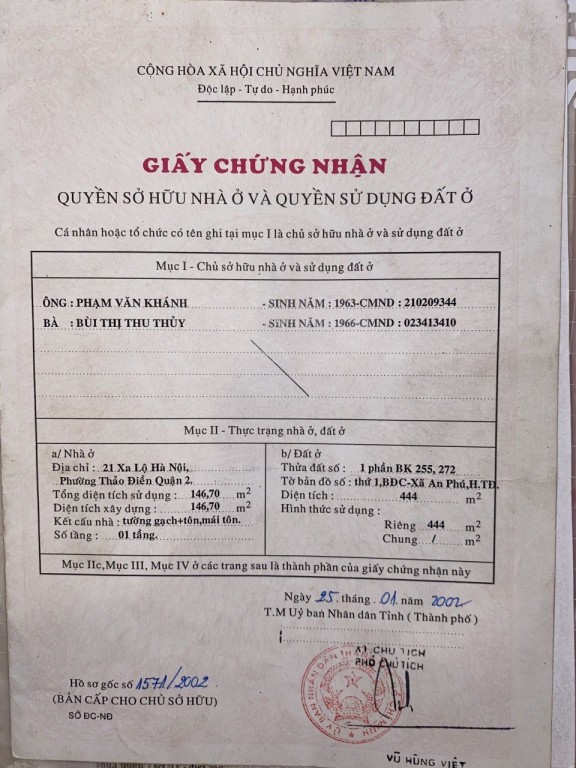 CỘNG HÒA XÃ HỘI CHỦ NGHĨA VIỆT NAM
Độc lập - Tự do - Hạnh phúc
GIẤY CHỨNG NHẬN
QUYỀN SỞ HỮU NHÀ Ở VÀ QUYỀN SỬ DỤNG ĐẤT Ở
Cá nhân hoặc tổ chức có tên ghi tại mục I là chủ sở hữu nhà ở và sử dụng đất ở
Mục I - Chủ sở hữu nhà ở và sử dụng đất ở
ÔNG : PHẠM VĂN KHÁNH - SINH NĂM : 1963-CMND : 210209344
BÀ : BÙI THỊ THU THỦY - SINH NĂM : 1966-CMND : 023413410
Mục II - Thực trạng nhà ở, đất ở
a/ Nhà ở
Địa chỉ : 21 Xa Lộ Hà Nội,
Phường Thảo Điền Quận 2.
Tổng diện tích sử dụng : 146,70 m2
Diện tích xây dựng : 146,70 m2
Kết cấu nhà : tường gạch+tôn,mái tôn.
Số tầng : 01 tầng.
b/ Đất ở
Thửa đất số : 1 phần BK 255, 272
Tờ bản đồ số : thứ 1,BĐC-Xã An Phú,H.TĐ.
Diện tích : 444 m2
Hình thức sử dụng :
Riêng 444 m2
Chung / m2
Mục IIc,Mục III, Mục IV ở các trang sau là thành phần của giấy chứng nhận này
Ngày 25 tháng 01 năm 2002
T.M Uỷ ban Nhân dân Tỉnh ( Thành phố )
KT. CHỦ TỊCH
PHÓ CHỦ TỊCH
Hồ sơ gốc số 1571/2002
(BẢN CẤP CHO CHỦ SỞ HỮU)
SỞ ĐC-NĐ
VŨ HÙNG VIỆT